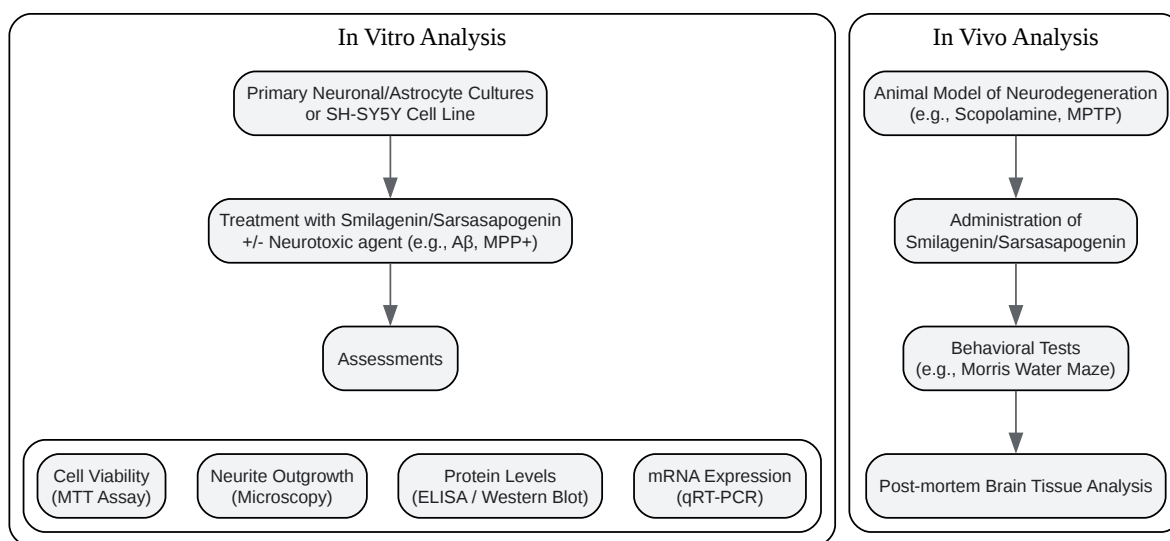 In Vitro Analysis
Primary Neuronal/Astrocyte Cultures
or SH-SY5Y Cell Line
Treatment with Smilagenin/Sarsasapogenin
+/- Neurotoxic agent (e.g., Aβ, MPP+)
Assessments
Cell Viability
(MTT Assay)
Neurite Outgrowth
(Microscopy)
Protein Levels
(ELISA / Western Blot)
mRNA Expression
(qRT-PCR)
In Vivo Analysis
Animal Model of Neurodegeneration
(e.g., Scopolamine, MPTP)
Administration of
Smilagenin/Sarsasapogenin
Behavioral Tests
(e.g., Morris Water Maze)
Post-mortem Brain Tissue Analysis